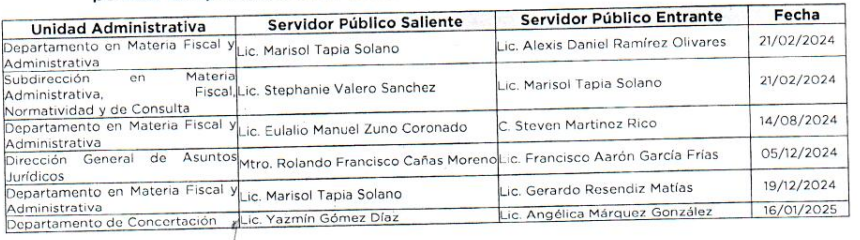 Unidad Administrativa | Servidor Público Saliente | Servidor Público Entrante | Fecha
Departamento en Materia Fiscal y Administrativa | Lic. Marisol Tapia Solano | Lic. Alexis Daniel Ramírez Olivares | 21/02/2024
Subdirección en Materia Administrativa, Fiscal, Normatividad y de Consulta | Lic. Stephanie Valero Sanchez | Lic. Marisol Tapia Solano | 21/02/2024
Departamento en Materia Fiscal y Administrativa | Lic. Eulalio Manuel Zuno Coronado | C. Steven Martinez Rico | 14/08/2024
Dirección General de Asuntos Jurídicos | Mtro. Rolando Francisco Cañas Moreno | Lic. Francisco Aarón García Frías | 05/12/2024
Departamento en Materia Fiscal y Administrativa | Lic. Marisol Tapia Solano | Lic. Gerardo Resendiz Matías | 19/12/2024
Departamento de Concertación | Lic. Yazmín Gómez Díaz | Lic. Angélica Márquez González | 16/01/2025